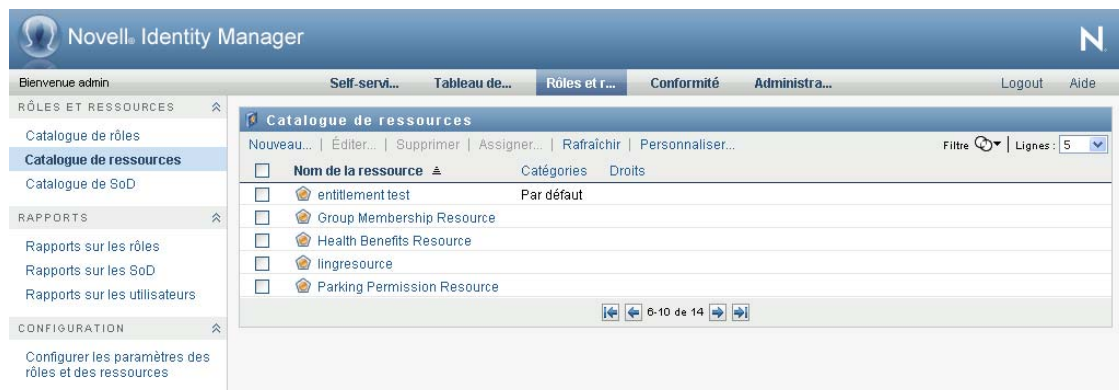 Novell® Identity Manager
N
Bienvenue admin
Self-servi...
Tableau de...
Rôles et r...
Conformité
Administra...
Logout
Aide
RÔLES ET RESSOURCES
Catalogue de rôles
Catalogue de ressources
Catalogue de SoD
RAPPORTS
Rapports sur les rôles
Rapports sur les SoD
Rapports sur les utilisateurs
CONFIGURATION
Configurer les paramètres des
rôles et des ressources
Catalogue de ressources
Nouveau... | Éditer... | Supprimer | Assigner... | Rafraîchir | Personnaliser...
Filtre | Lignes : 5
Nom de la ressource Catégories Droits
entitlement test Par défaut
Group Membership Resource
Health Benefits Resource
lingresource
Parking Permission Resource
6-10 de 14